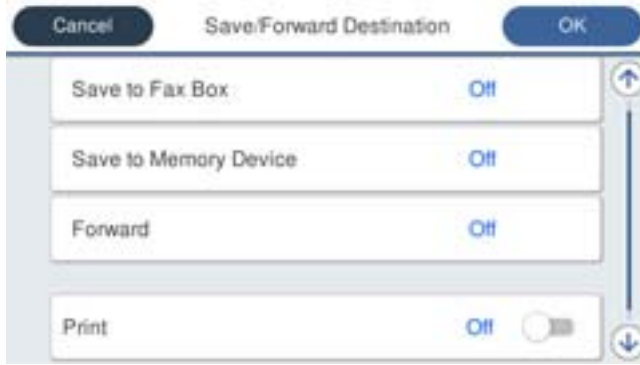 Cancel Save/Forward Destination OK
Save to Fax Box Off
Save to Memory Device Off
Forward Off
Print Off